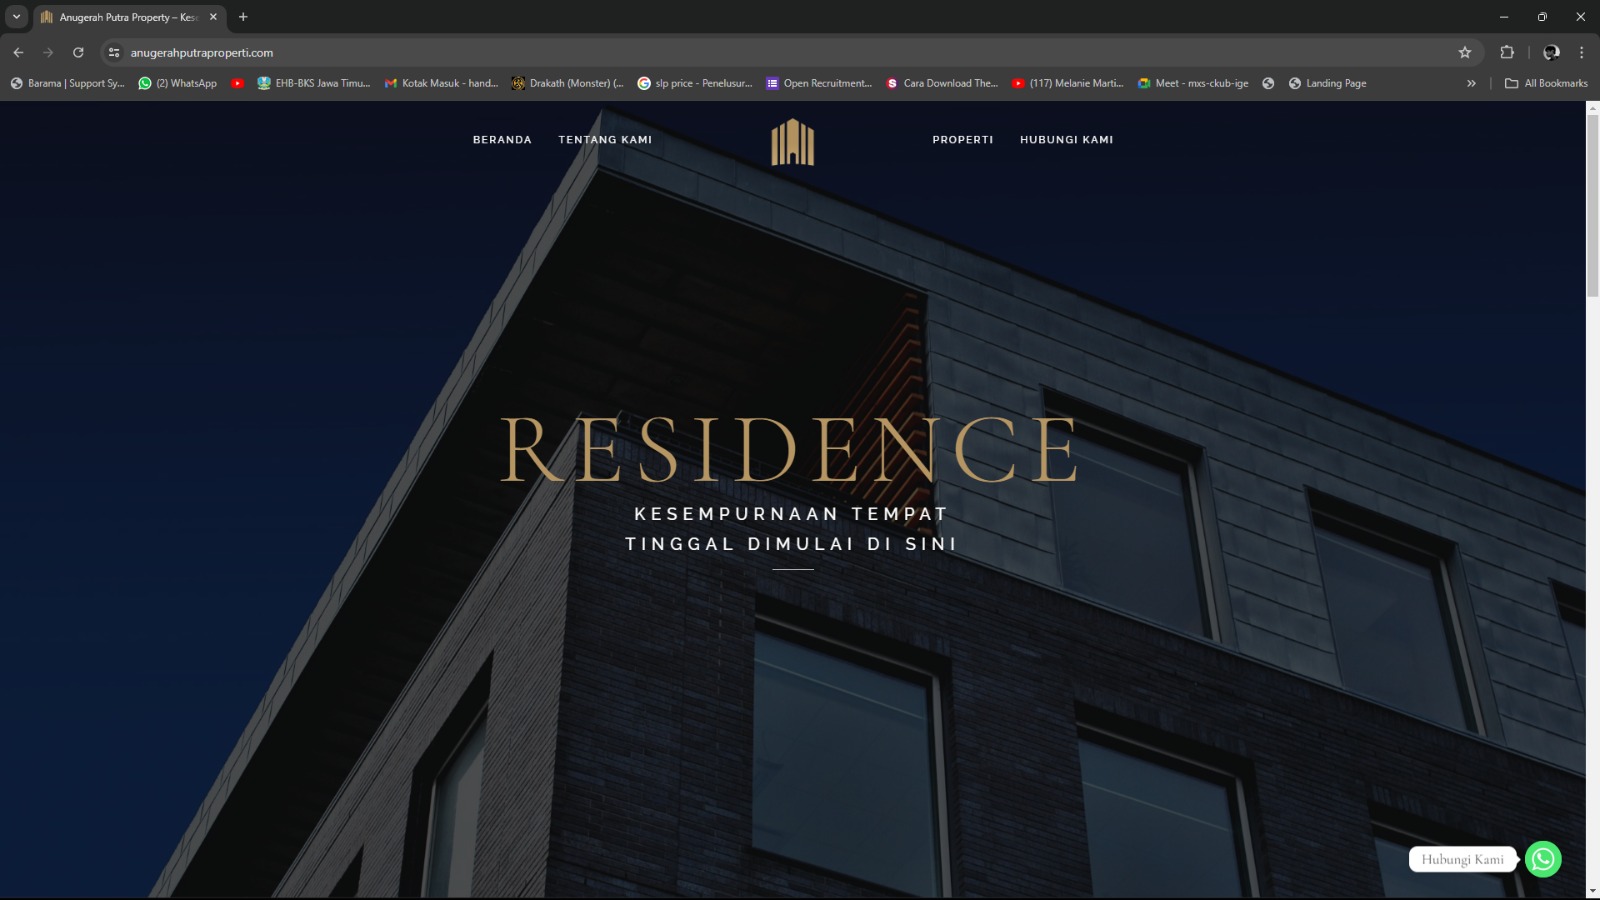 Anugerah Putra Property – Kes
anugerahputraproperti.com
Barama | Support Sy...
(2) WhatsApp
EHB-BKS Jawa Timu...
Kotak Masuk - hand...
Drakath (Monster) (...
slp price - Penelusur...
Open Recruitment...
Cara Download The...
(117) Melanie Marti...
Meet - mxs-ckub-ige
Landing Page
All Bookmarks
BERANDA
TENTANG KAMI
PROPERTI
HUBUNGI KAMI
RESIDENCE
KESEMPURNAAN TEMPAT
TINGGAL DIMULAI DI SINI
Hubungi Kami